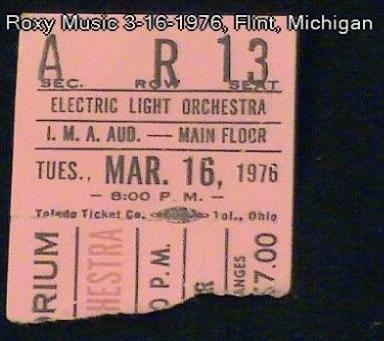 Roxy Music 3-16-1976, Flint, Michigan
A R 13
SEC. ROW SEAT
ELECTRIC LIGHT ORCHESTRA
I. M. A. AUD. — MAIN FLOOR
TUES., MAR. 16, 1976
— 8:00 P. M. —
Toledo Ticket Co. Tol., Ohio
RIUM
HESTRA
0 P.M.
R
ANGES
$7.00